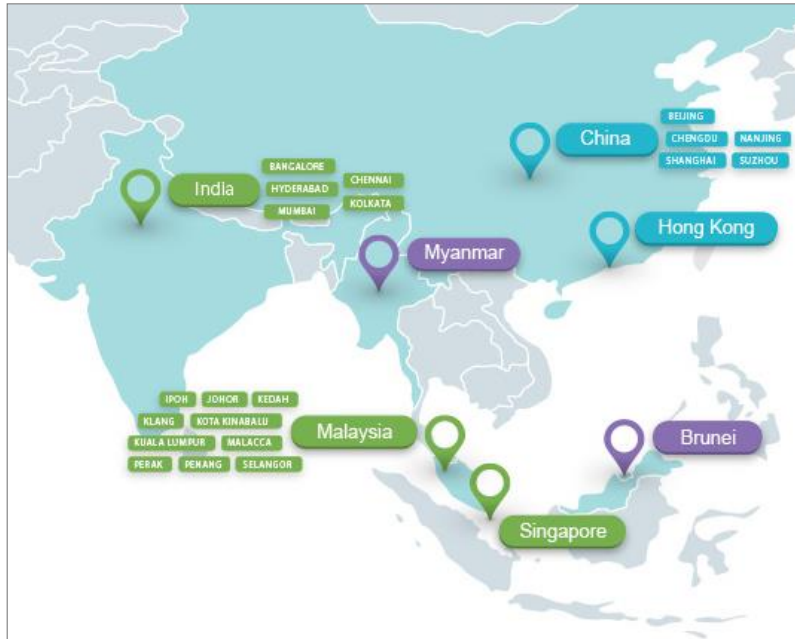 BEIJING
China
CHENGDU NANJING
SHANGHAI SUZHOU
BANGALORE
India
HYDERABAD
CHENNAI
MUMBAI
KOLKATA
Hong Kong
Myanmar
IPOH JOHOR KEDAH
KLANG KOTA KINABALU
KUALA LUMPUR MALACCA
PERAK PENANG SELANGOR
Malaysia
Brunei
Singapore